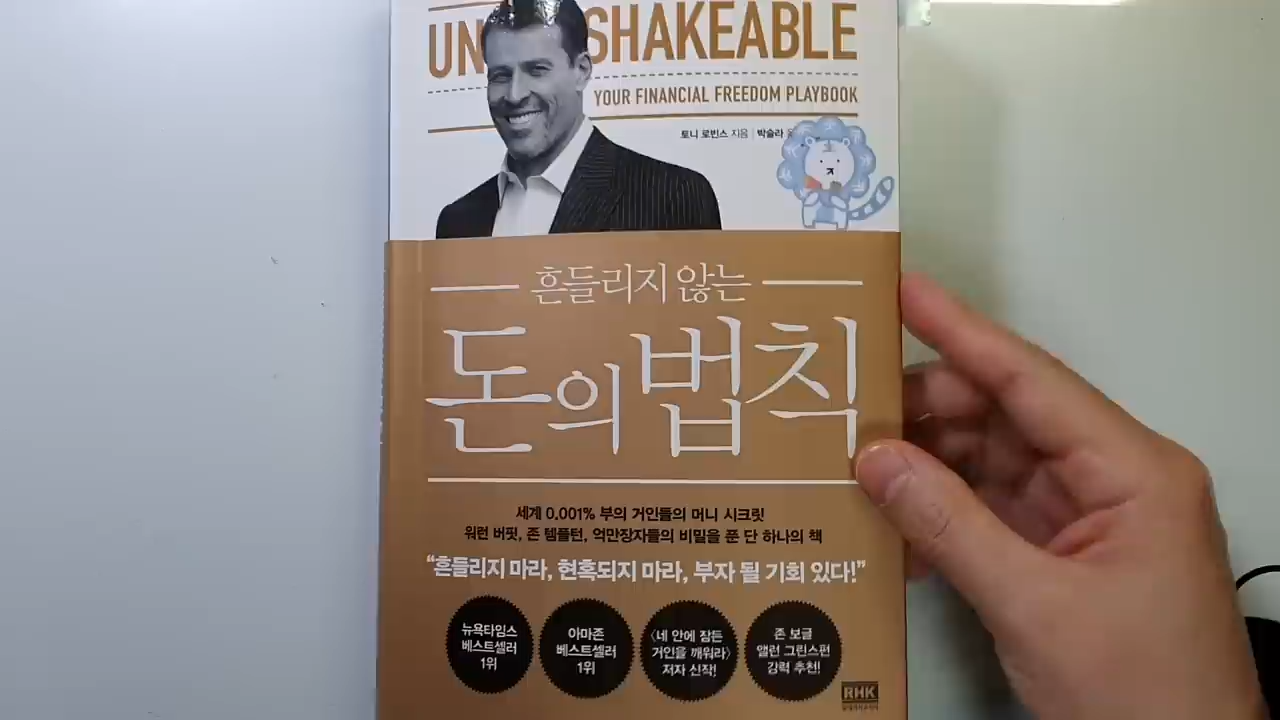 UN SHAKEABLE
YOUR FINANCIAL FREEDOM PLAYBOOK
토니 로빈스 지음 | 박슬라
흔들리지 않는
돈의 법칙
세계 0.001% 부의 거인들의 머니 시크릿
워런 버핏, 존 템플턴, 억만장자들의 비밀을 푼 단 하나의 책
“흔들리지 마라, 현혹되지 마라, 부자 될 기회 있다!”
뉴욕타임스
베스트셀러
1위
아마존
베스트셀러
1위
〈네 안에 잠든
거인을 깨워라〉
저자 신작!
존 보글
앨런 그린스펀
강력 추천!
RHK